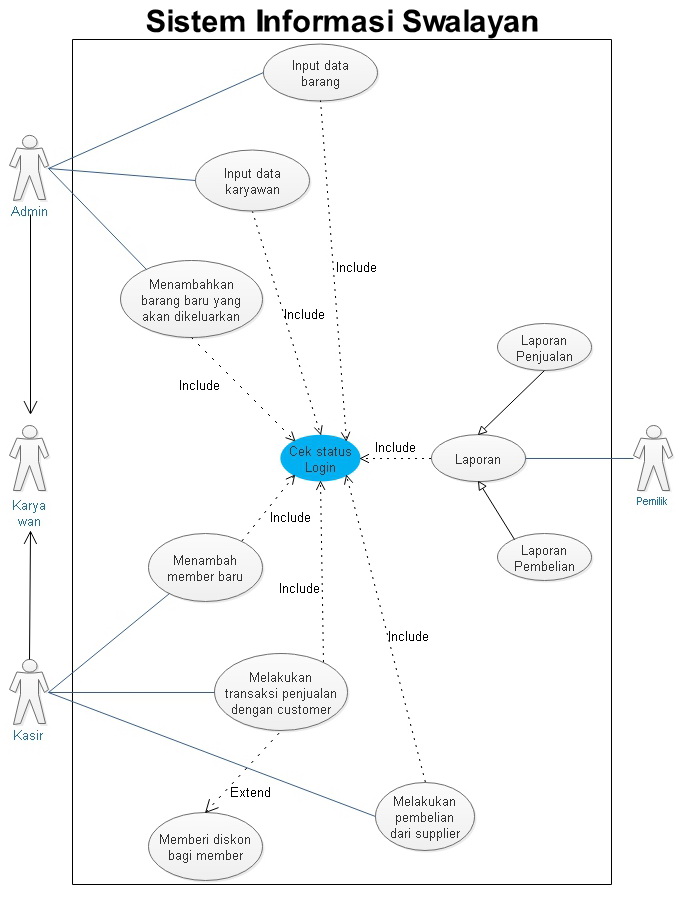 Sistem Informasi Swalayan
Input data
barang
Input data
karyawan
Admin
Menambahkan
barang baru yang
akan dikeluarkan
Include
Include
Include
Laporan
Penjualan
Cek status
Login
Include
Laporan
Karya
wan
Pemilik
Include
Menambah
member baru
Laporan
Pembelian
Include
Include
Melakukan
transaksi penjualan
dengan customer
Kasir
Extend
Melakukan
pembelian
dari supplier
Memberi diskon
bagi member